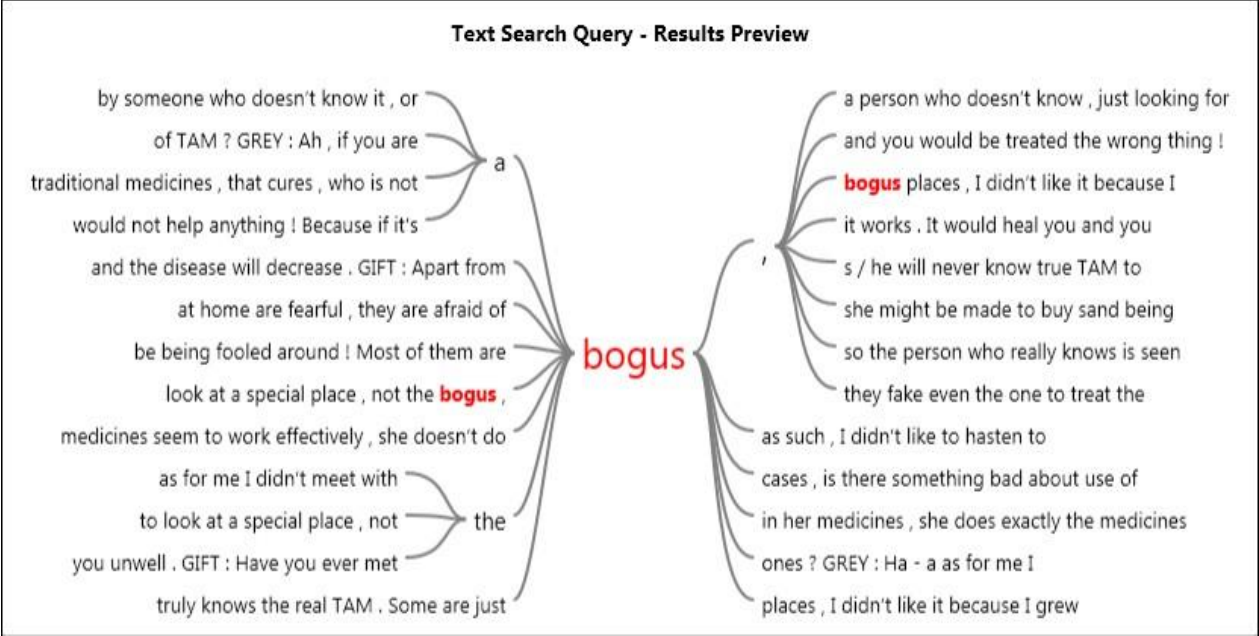 Text Search Query - Results Preview
by someone who doesn't know it , or
of TAM ? GREY : Ah , if you are
traditional medicines , that cures , who is not
would not help anything ! Because if it's
a
and the disease will decrease . GIFT : Apart from
at home are fearful , they are afraid of
be being fooled around ! Most of them are
look at a special place , not the bogus ,
medicines seem to work effectively , she doesn't do
as for me I didn't meet with
to look at a special place , not
you unwell . GIFT : Have you ever met
the
truly knows the real TAM . Some are just
bogus
,
a person who doesn't know , just looking for
and you would be treated the wrong thing !
bogus places , I didn't like it because I
it works . It would heal you and you
s / he will never know true TAM to
she might be made to buy sand being
so the person who really knows is seen
they fake even the one to treat the
as such , I didn't like to hasten to
cases , is there something bad about use of
in her medicines , she does exactly the medicines
ones ? GREY : Ha - a as for me I
places , I didn't like it because I grew